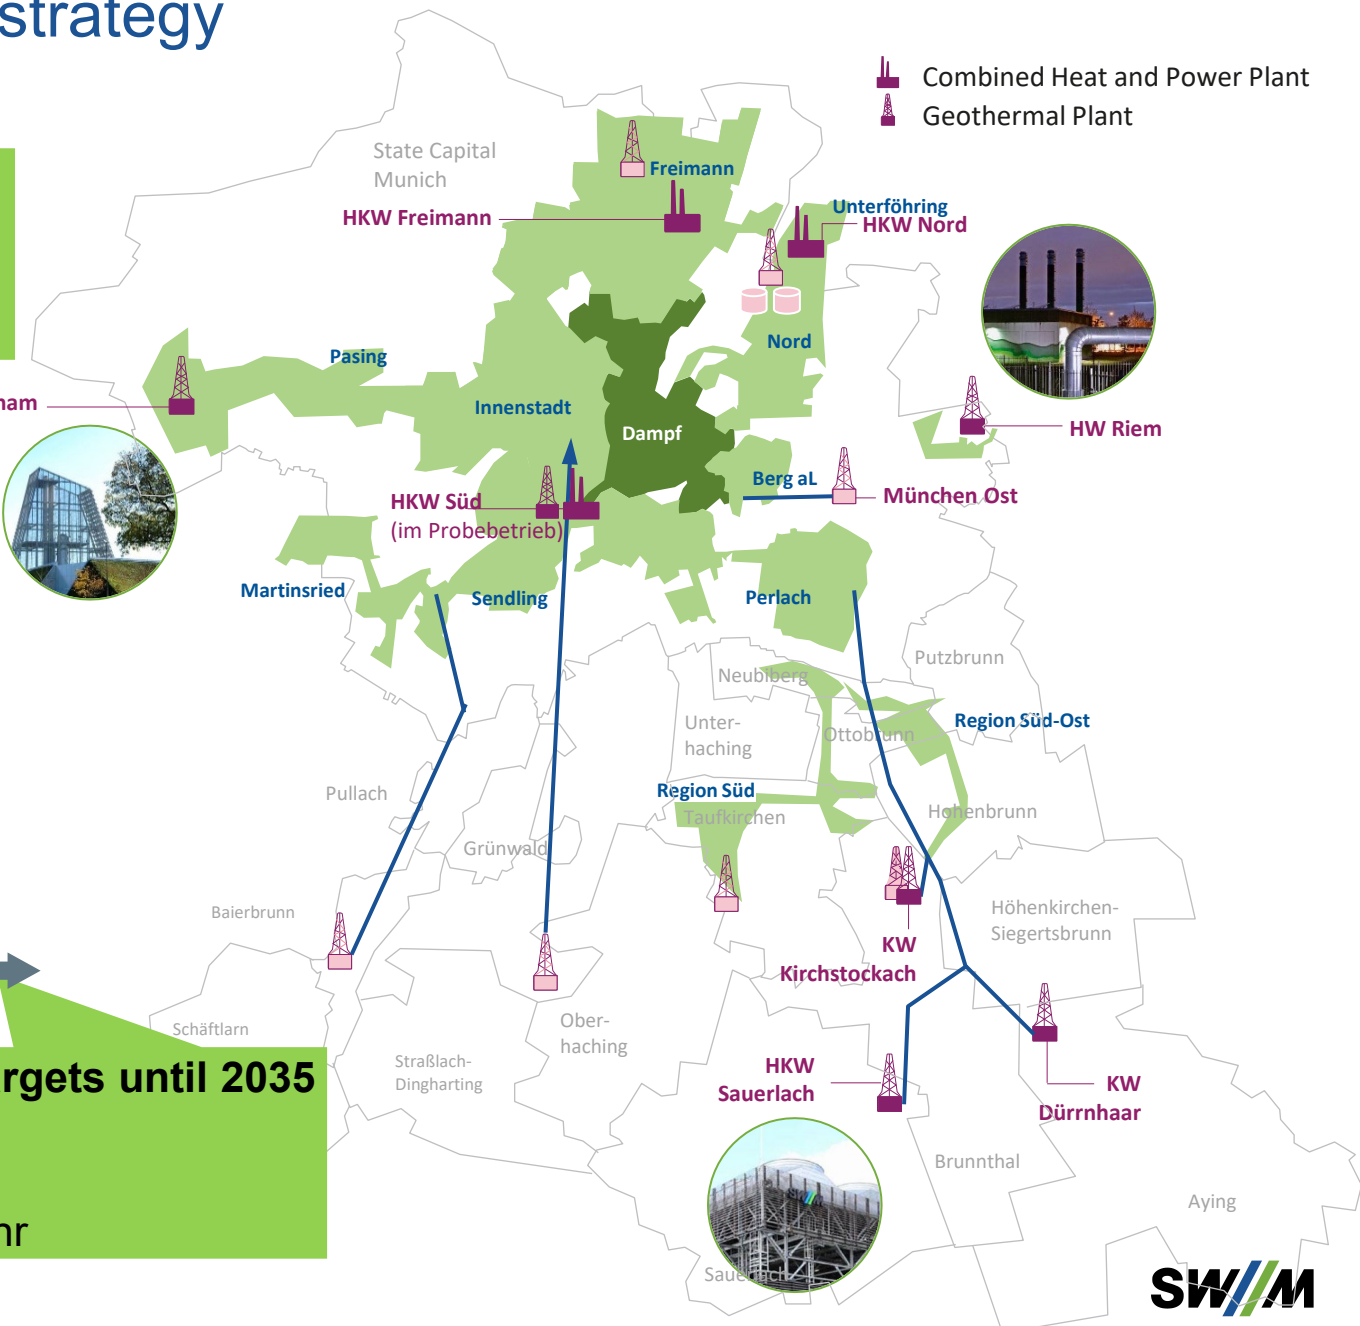 strategy
Combined Heat and Power Plant
Geothermal Plant
State Capital
Munich
Freimann
HKW Freimann
Unterföhring
HKW Nord
Nord
Pasing
ham
Innenstadt
Dampf
HW Riem
Berg aL
München Ost
HKW Süd
(im Probebetrieb)
Martinsried
Sendling
Perlach
Putzbrunn
Neubiberg
Unter-
haching
Ottobrunn
Region Süd-Ost
Region Süd
Taufkirchen
Pullach
Hohenbrunn
Grünwald
Baierbrunn
Höhenkirchen-
Siegertsbrunn
KW
Kirchstockach
Schäftlarn
Ober-
haching
Straßlach-
Dingharting
rgets until 2035
HKW
Sauerlach
KW
Dürrnhaar
Brunnthal
Aying
hr
Sauerlach
SW//M